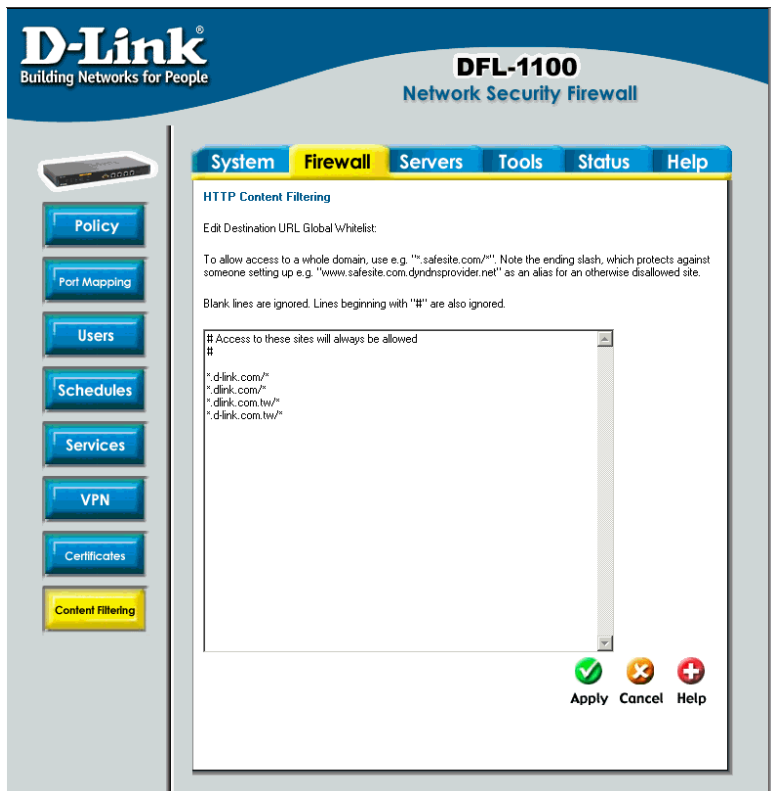 D-Link®
Building Networks for People
DFL-1100
Network Security Firewall
System Firewall Servers Tools Status Help
Policy
Port Mapping
Users
Schedules
Services
VPN
Certificates
Content Filtering
HTTP Content Filtering
Edit Destination URL Global Whitelist:
To allow access to a whole domain, use e.g. "*.safesite.com/*". Note the ending slash, which protects against
someone setting up e.g. "www.safesite.com.dyndnsprovider.net" as an alias for an otherwise disallowed site.
Blank lines are ignored. Lines beginning with "#" are also ignored.
# Access to these sites will always be allowed
#
*.d-link.com/*
*.dlink.com/*
*.dlink.com.tw/*
*.d-link.com.tw/*
Apply Cancel Help